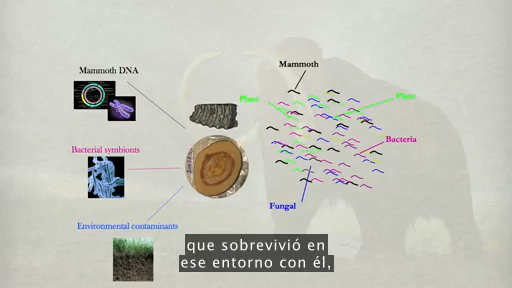 Mammoth DNA
Bacterial symbionts
Environmental contaminants
Mammoth
Plant
Plant
Bacteria
Fungal
que sobrevivió en
ese entorno con él,